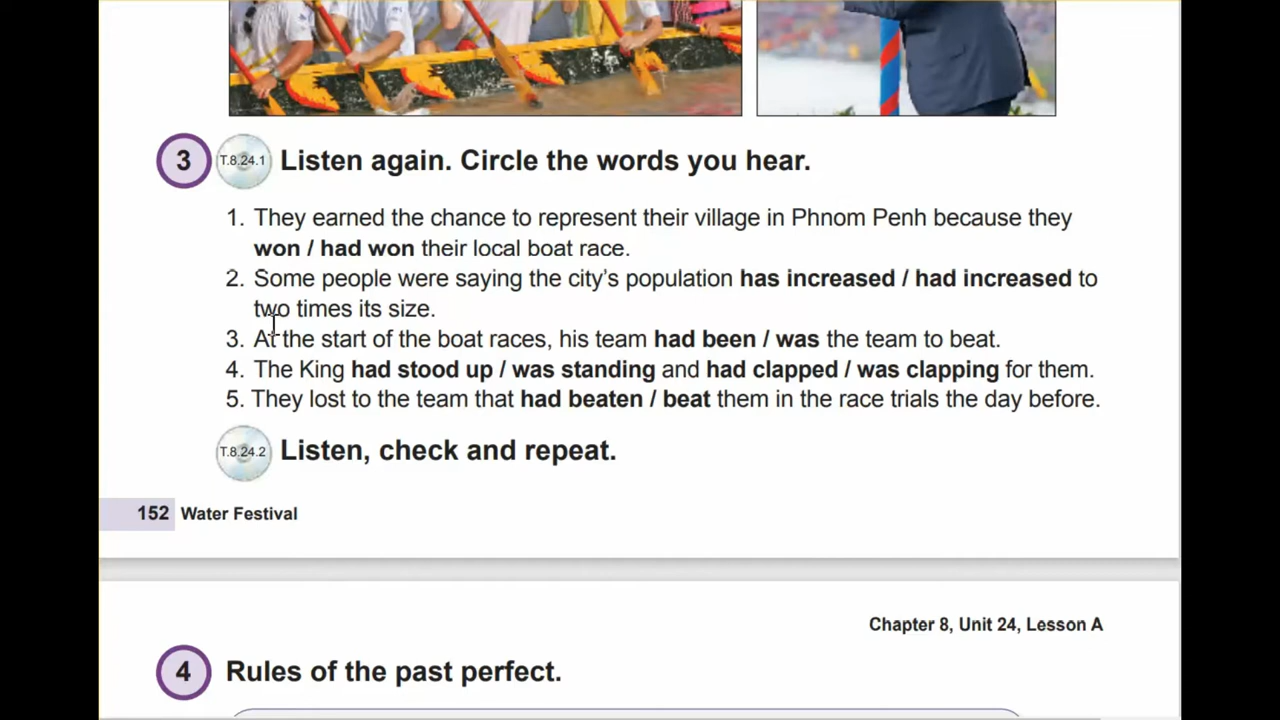 3 T.8.24.1 Listen again. Circle the words you hear.
1. They earned the chance to represent their village in Phnom Penh because they
won / had won their local boat race.
2. Some people were saying the city’s population has increased / had increased to
two times its size.
3. At the start of the boat races, his team had been / was the team to beat.
4. The King had stood up / was standing and had clapped / was clapping for them.
5. They lost to the team that had beaten / beat them in the race trials the day before.
T.8.24.2 Listen, check and repeat.
152 Water Festival
Chapter 8, Unit 24, Lesson A
4 Rules of the past perfect.